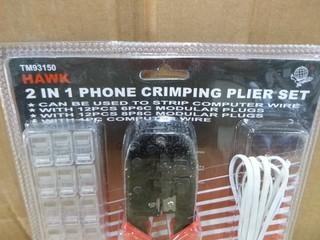 TM93150
HAWK
2 IN 1 PHONE CRIMPING PLIER SET
★ CAN BE USED TO STRIP COMPUTER WIRE
★ WITH 12PCS 6P6C MODULAR PLUGS
★ WITH 12PCS 8P8C MODULAR PLUGS
COMPUTER WIRE